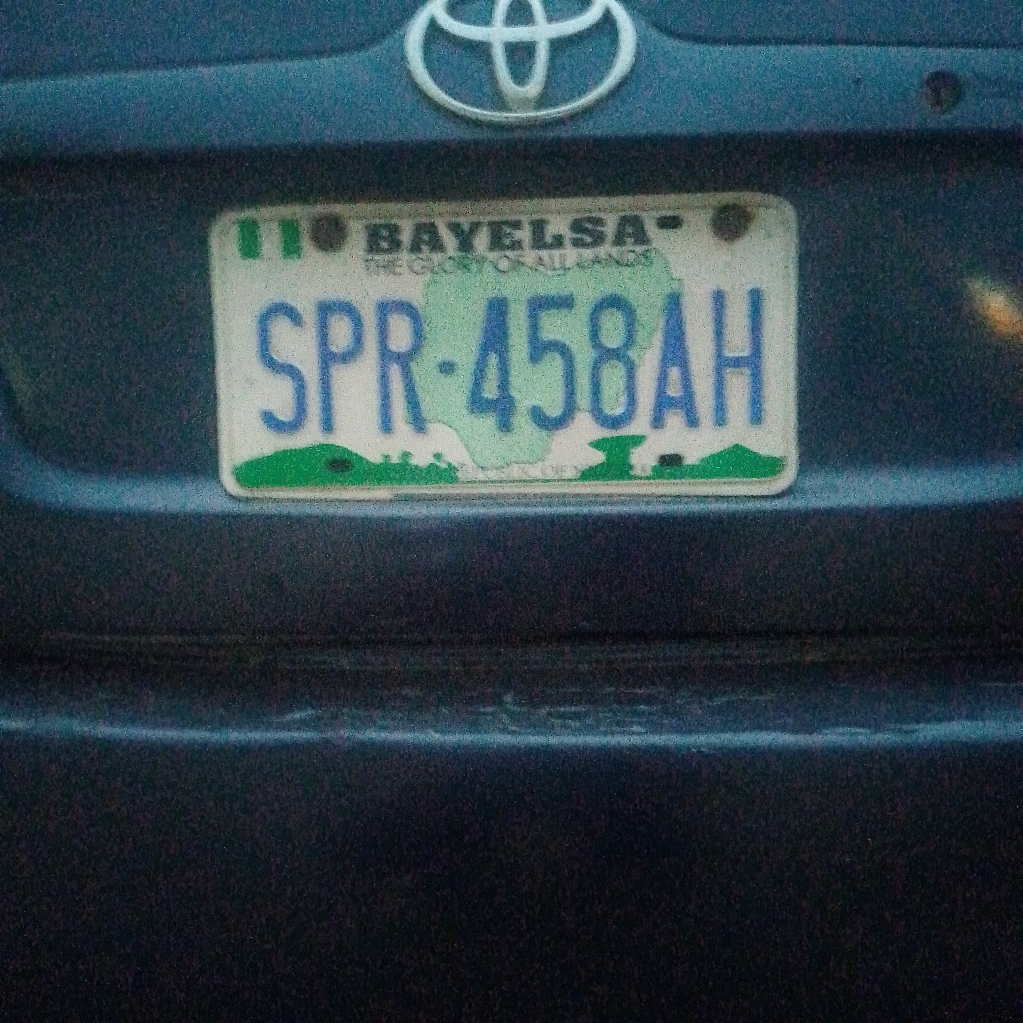 BAYELSA
THE GLORY OF ALL LANDS
SPR-458AH